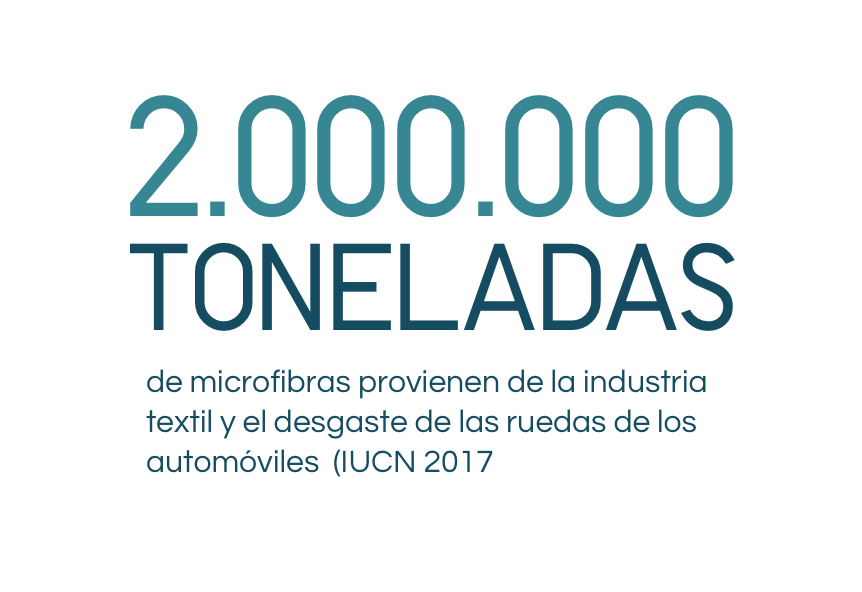 2.000.000
TONELADAS
de microfibras provienen de la industria
textil y el desgaste de las ruedas de los
automóviles  (IUCN 2017